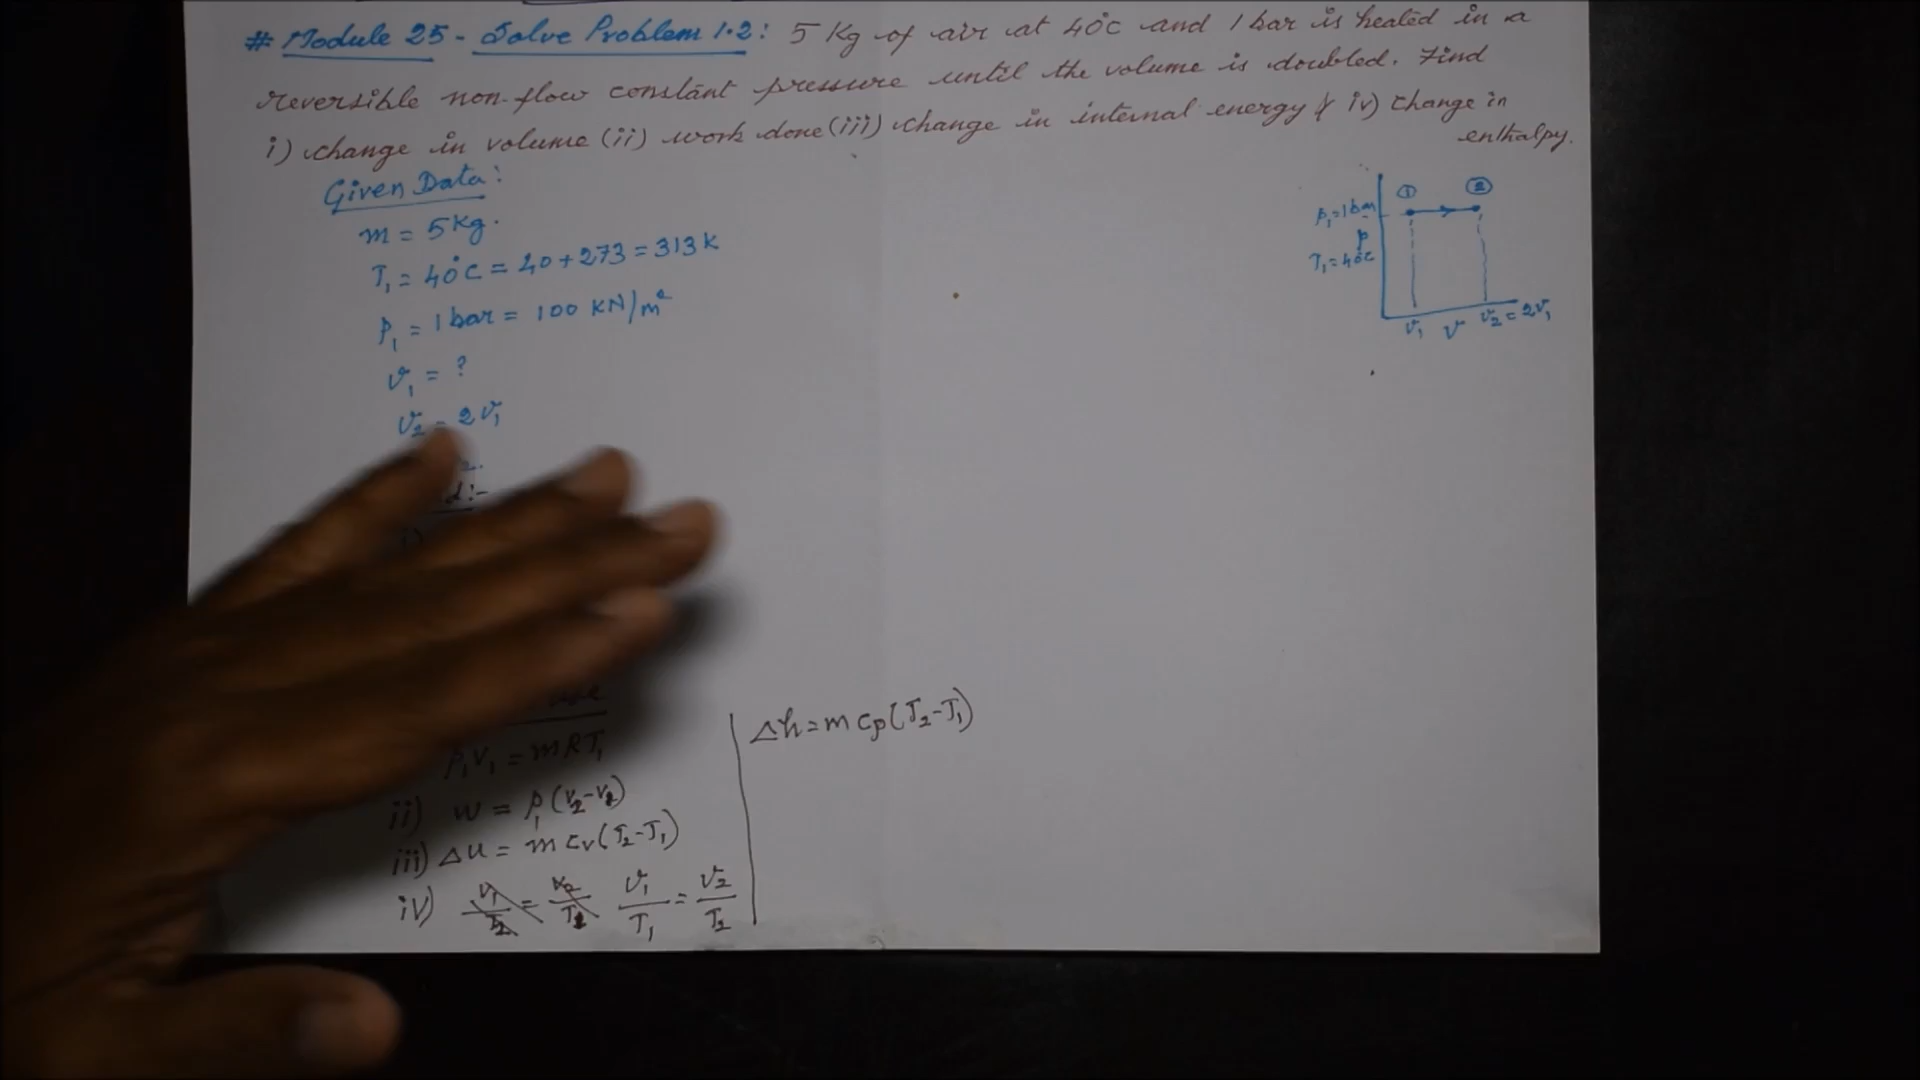 # Module 25 - Solve Problem 1.2: 5 Kg of air at 40°C and 1 bar is heated in a
reversible non-flow constant pressure until the volume is doubled. Find
i) change in volume (ii) work done (iii) change in internal energy & iv) change in
enthalpy.
Given Data:
m = 5 Kg.
T₁ = 40°C = 40+273 = 313 K
P₁ = 1 bar = 100 KN/m²
V₁ = ?
V₂ = 2V₁
P₁V₁ = mRT₁
ii) W = P₁(V₂-V₁)
iii) Δu = m Cv(T₂-T₁)
iv) V₁/T₁ = V₂/T₂
Δh = m Cp(T₂-T₁)
① ②
P₁=1bar
P
T₁=40°C
V₁ V V₂=2V₁